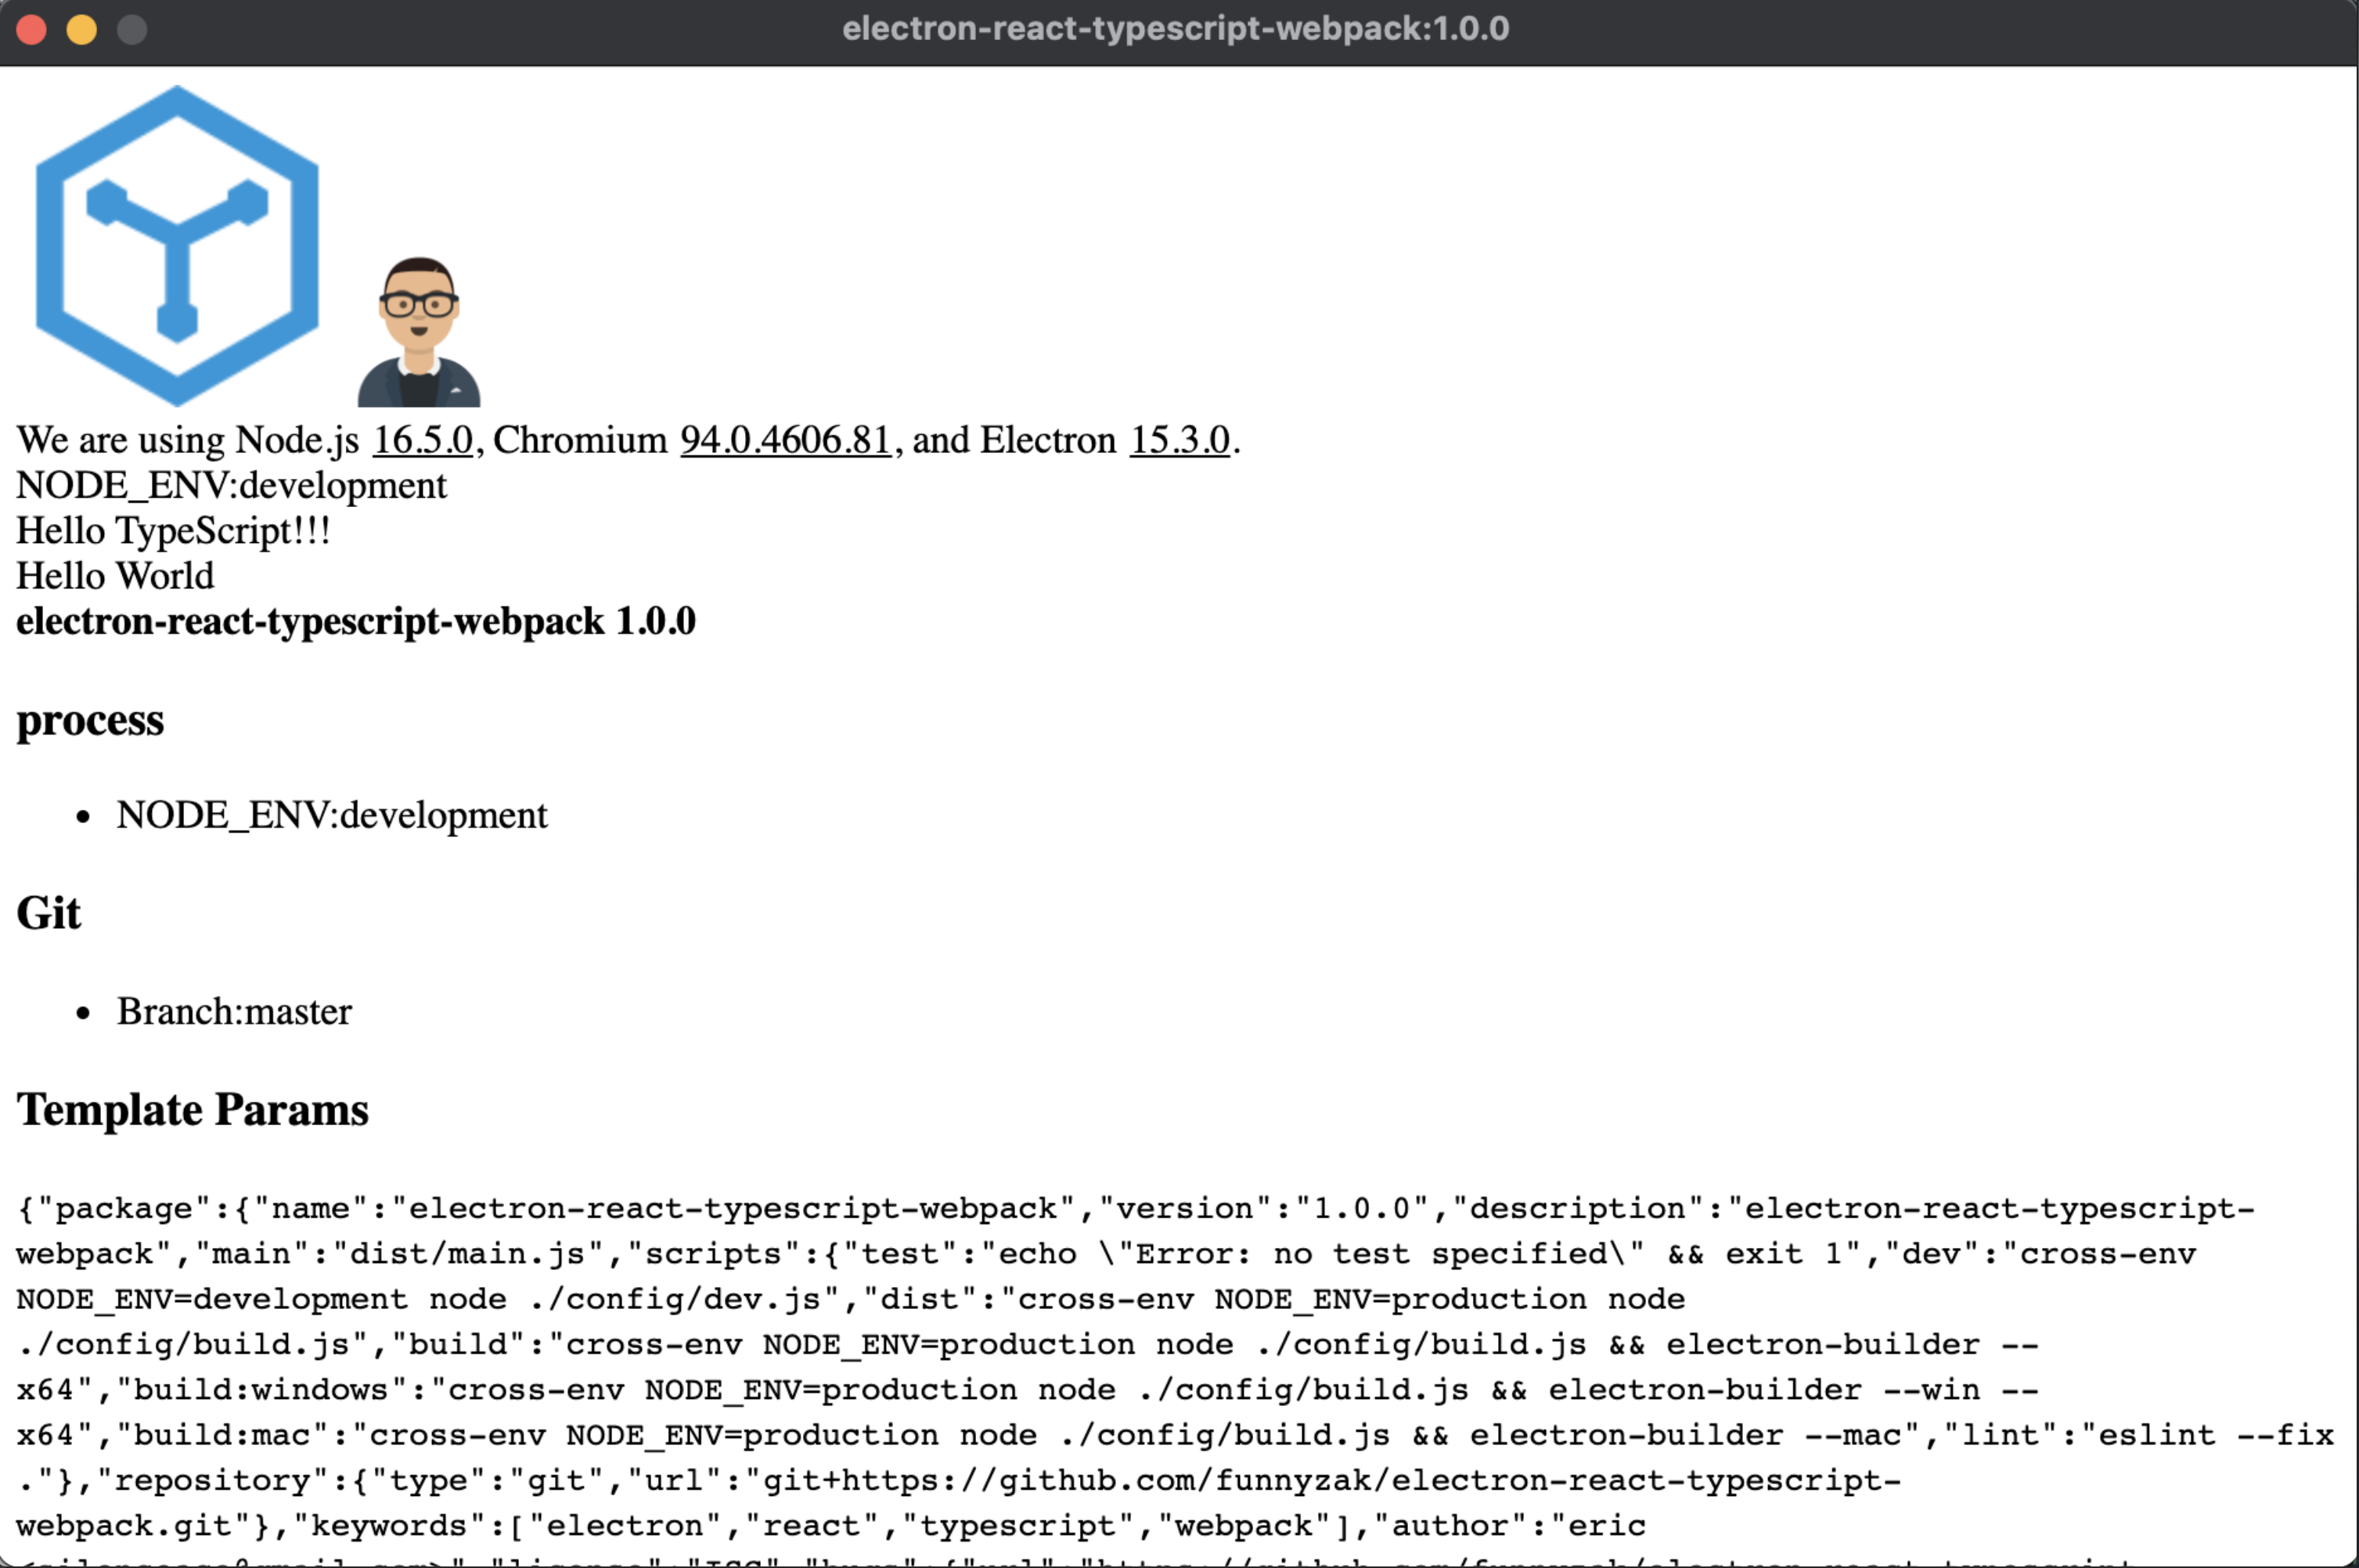 electron-react-typescript-webpack:1.0.0
We are using Node.js 16.5.0, Chromium 94.0.4606.81, and Electron 15.3.0.
NODE_ENV:development
Hello TypeScript!!!
Hello World
electron-react-typescript-webpack 1.0.0
process
• NODE_ENV:development
Git
• Branch:master
Template Params
{"package":{"name":"electron-react-typescript-webpack","version":"1.0.0","description":"electron-react-typescript-
webpack","main":"dist/main.js","scripts":{"test":"echo \"Error: no test specified\" && exit 1","dev":"cross-env
NODE_ENV=development node ./config/dev.js","dist":"cross-env NODE_ENV=production node
./config/build.js","build":"cross-env NODE_ENV=production node ./config/build.js && electron-builder --
x64","build:windows":"cross-env NODE_ENV=production node ./config/build.js && electron-builder --win --
x64","build:mac":"cross-env NODE_ENV=production node ./config/build.js && electron-builder --mac","lint":"eslint --fix
."},"repository":{"type":"git","url":"git+https://github.com/funnyzak/electron-react-typescript-
webpack.git"},"keywords":["electron","react","typescript","webpack"],"author":"eric